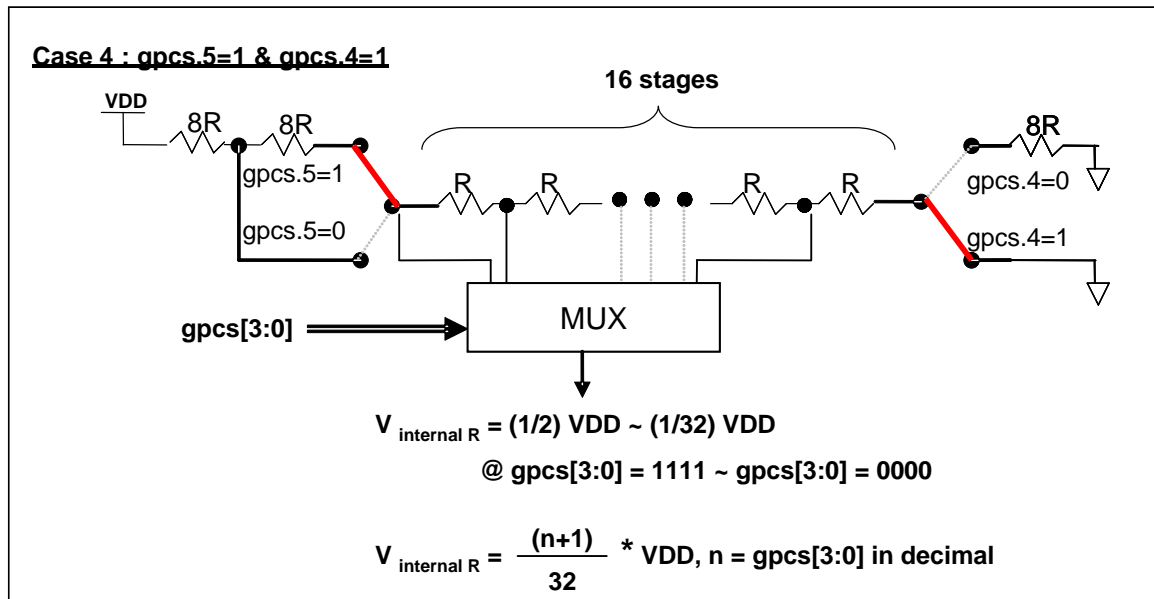 Case 4 : gpcs.5=1 & gpcs.4=1
16 stages
VDD
8R
8R
8R
gpcs.5=1
R
R
R
R
gpcs.4=0
gpcs.5=0
gpcs.4=1
MUX
gpcs[3:0]
V internal R = (1/2) VDD ~ (1/32) VDD
@ gpcs[3:0] = 1111 ~ gpcs[3:0] = 0000
V internal R = (n+1) / 32 * VDD, n = gpcs[3:0] in decimal